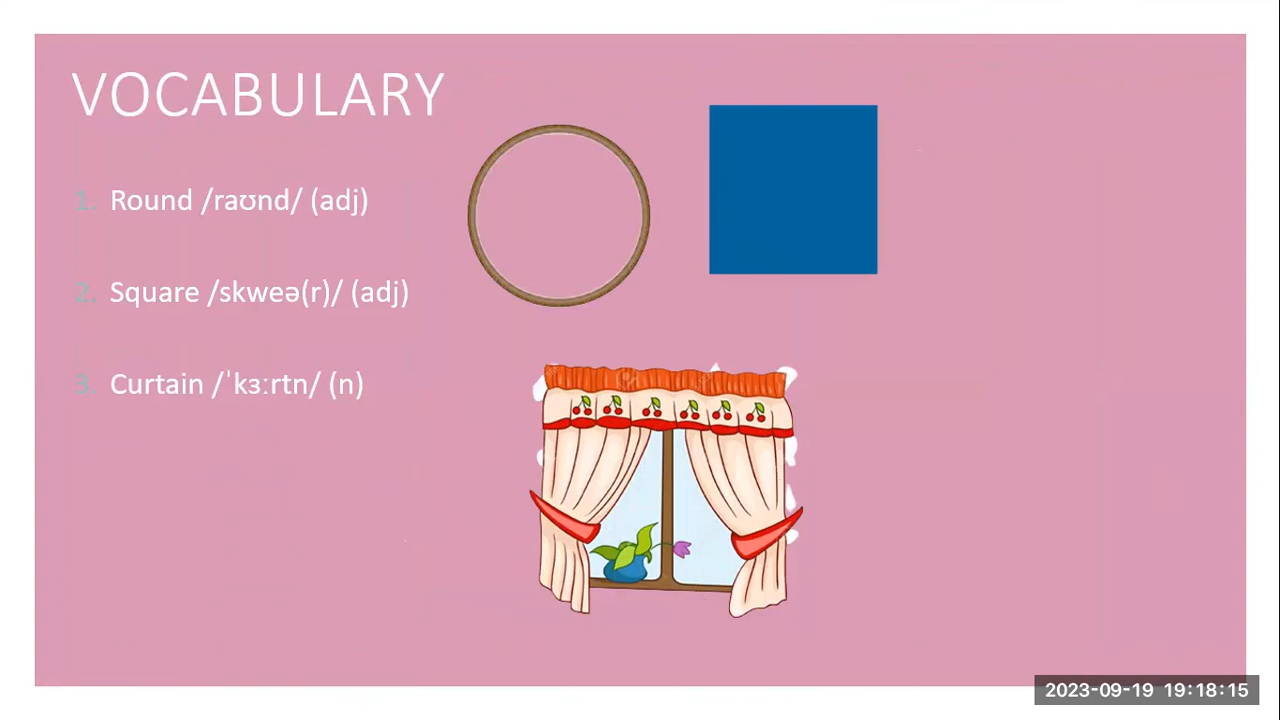 VOCABULARY
1. Round /raʊnd/ (adj)
2. Square /skweə(r)/ (adj)
3. Curtain /ˈkɜːrtn/ (n)
2023-09-19 19:18:15